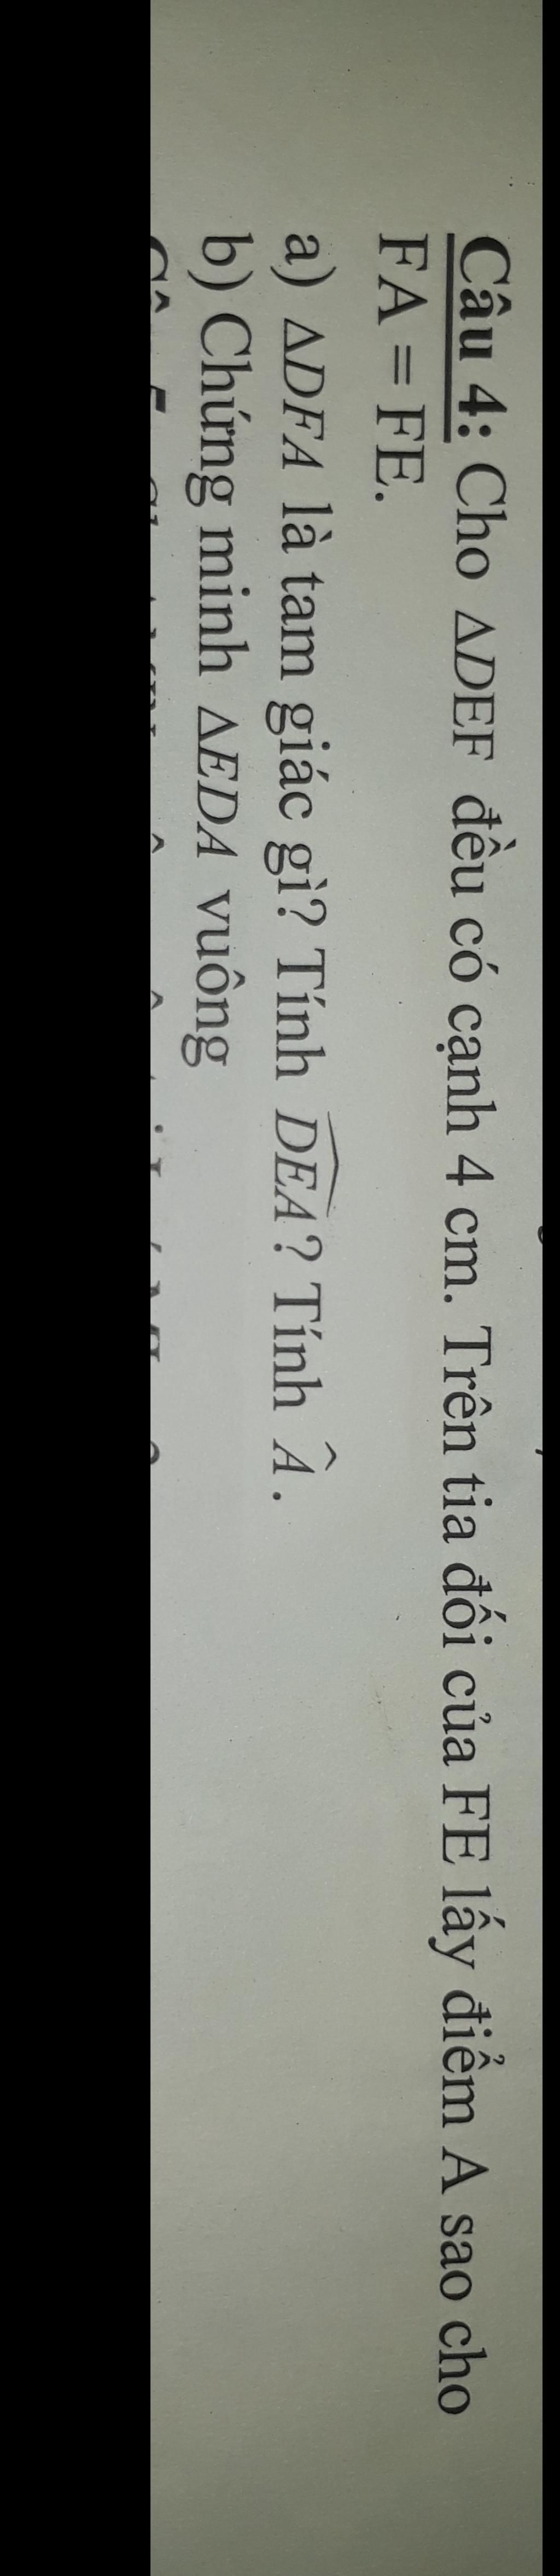 Câu 4: Cho ΔDEF đều có cạnh 4 cm. Trên tia đối của FE lấy điểm A sao cho
FA = FE.
a) ΔDFA là tam giác gì? Tính \widehat{DEA}? Tính Â.
b) Chứng minh ΔEDA vuông